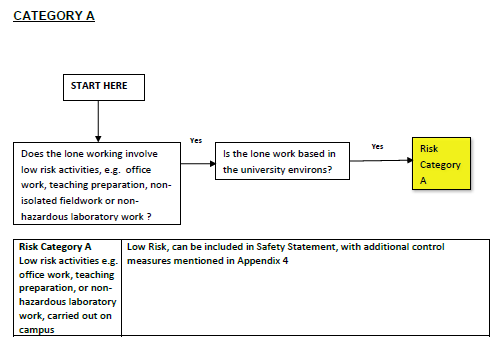 CATEGORY A
START HERE
Yes
Yes
Does the lone working involve
low risk activities, e.g. office
work, teaching preparation, non-
isolated fieldwork or non-
hazardous laboratory work ?
Is the lone work based in
the university environs?
Risk
Category
A
Risk Category A
Low risk activities e.g.
office work, teaching
preparation, or non-
hazardous laboratory
work, carried out on
campus
Low Risk, can be included in Safety Statement, with additional control
measures mentioned in Appendix 4